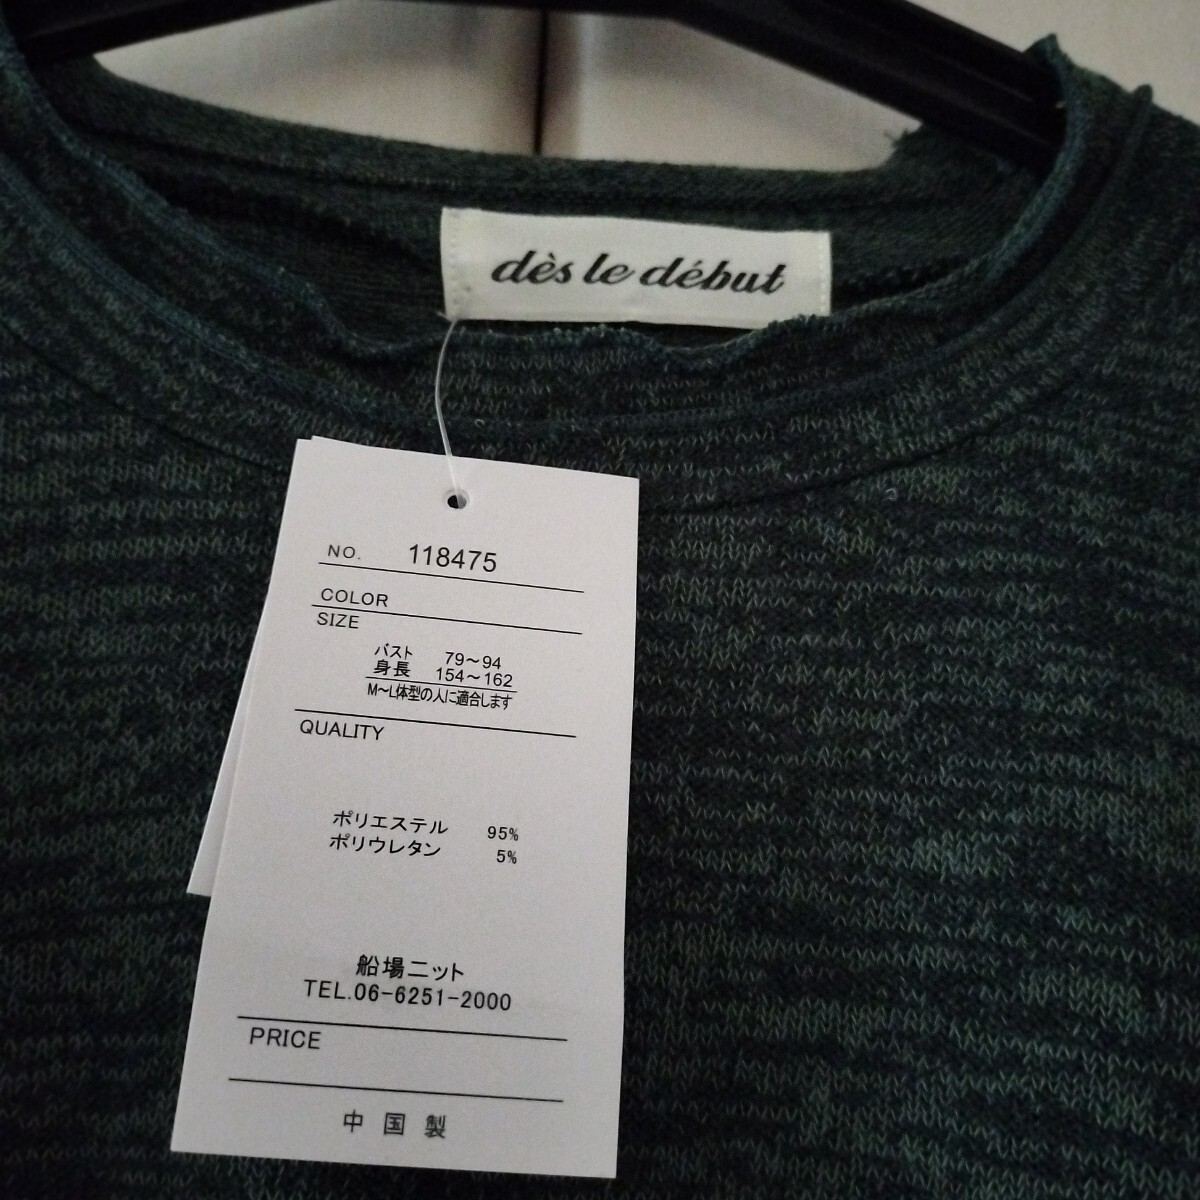 dès le début
NO. 118475
COLOR
SIZE
バスト 79～94
身長 154～162
M～L体型の人に適合します
QUALITY
ポリエステル 95%
ポリウレタン 5%
船場ニット
TEL.06-6251-2000
PRICE
中国製